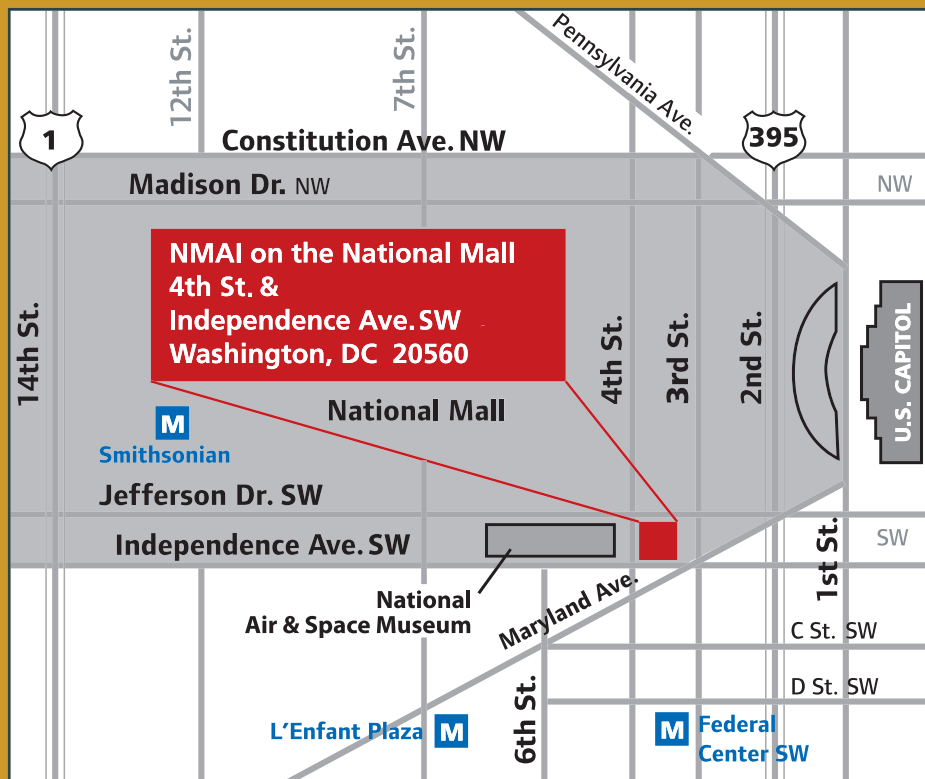 12th St.
7th St.
Pennsylvania Ave.
1
395
Constitution Ave. NW
Madison Dr. NW
NW
NMAI on the National Mall
4th St. &
Independence Ave. SW
Washington, DC 20560
14th St.
4th St.
3rd St.
2nd St.
U.S. CAPITOL
National Mall
M
Smithsonian
Jefferson Dr. SW
Independence Ave. SW
SW
1st St.
National
Air & Space Museum
Maryland Ave.
C St. SW
D St. SW
6th St.
L'Enfant Plaza M
M Federal
Center SW